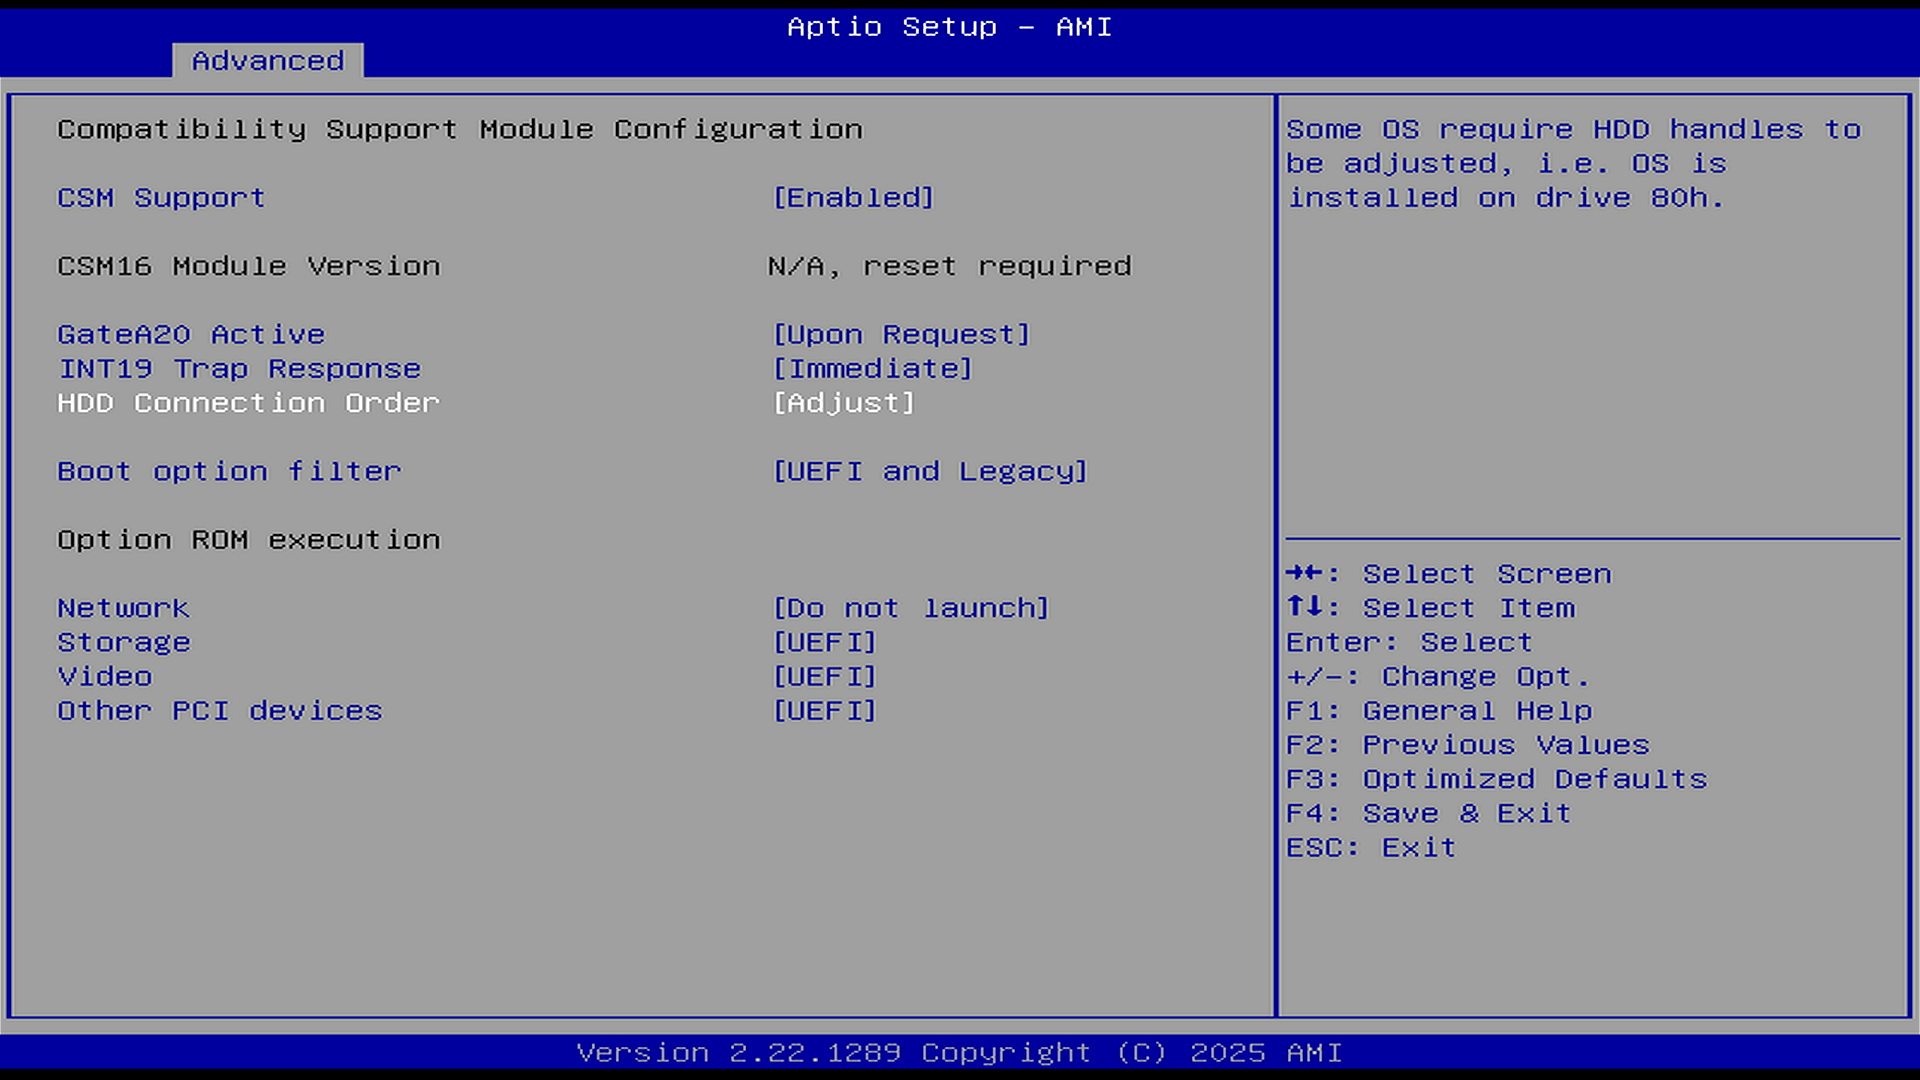 Aptio Setup – AMI
Advanced
Compatibility Support Module Configuration
CSM Support [Enabled]
CSM16 Module Version N/A, reset required
GateA20 Active [Upon Request]
INT19 Trap Response [Immediate]
HDD Connection Order [Adjust]
Boot option filter [UEFI and Legacy]
Option ROM execution
Network [Do not launch]
Storage [UEFI]
Video [UEFI]
Other PCI devices [UEFI]
Some OS require HDD handles to
be adjusted, i.e. OS is
installed on drive 80h.
→←: Select Screen
↑↓: Select Item
Enter: Select
+/-: Change Opt.
F1: General Help
F2: Previous Values
F3: Optimized Defaults
F4: Save & Exit
ESC: Exit
Version 2.22.1289 Copyright (C) 2025 AMI